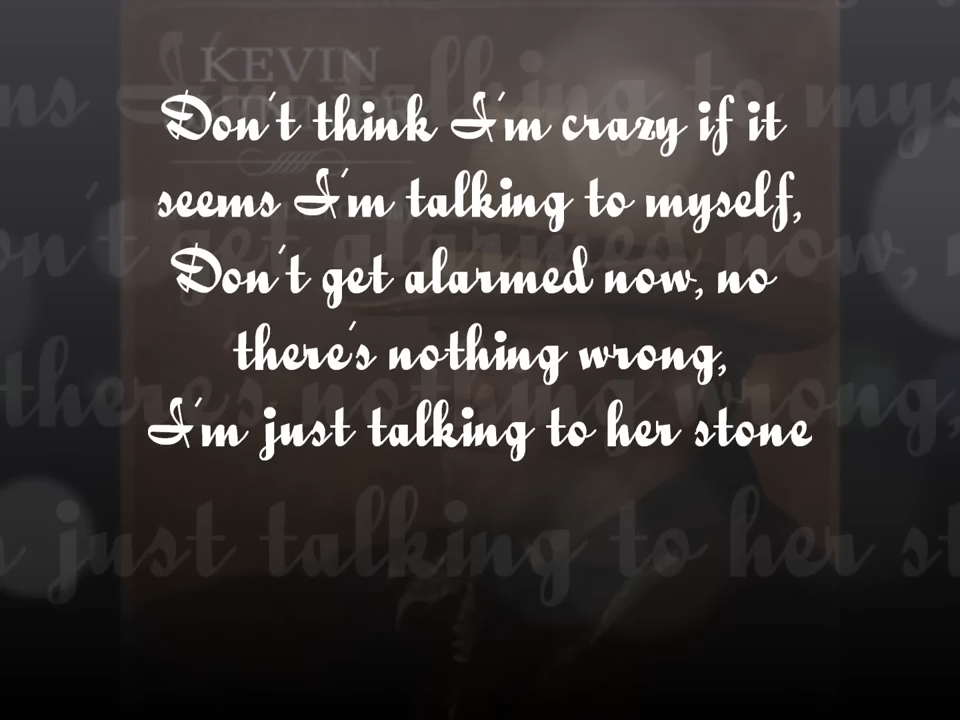 KEVIN
Don't think I'm crazy if it
seems I'm talking to myself,
Don't get alarmed now, no
there's nothing wrong,
I'm just talking to her stone